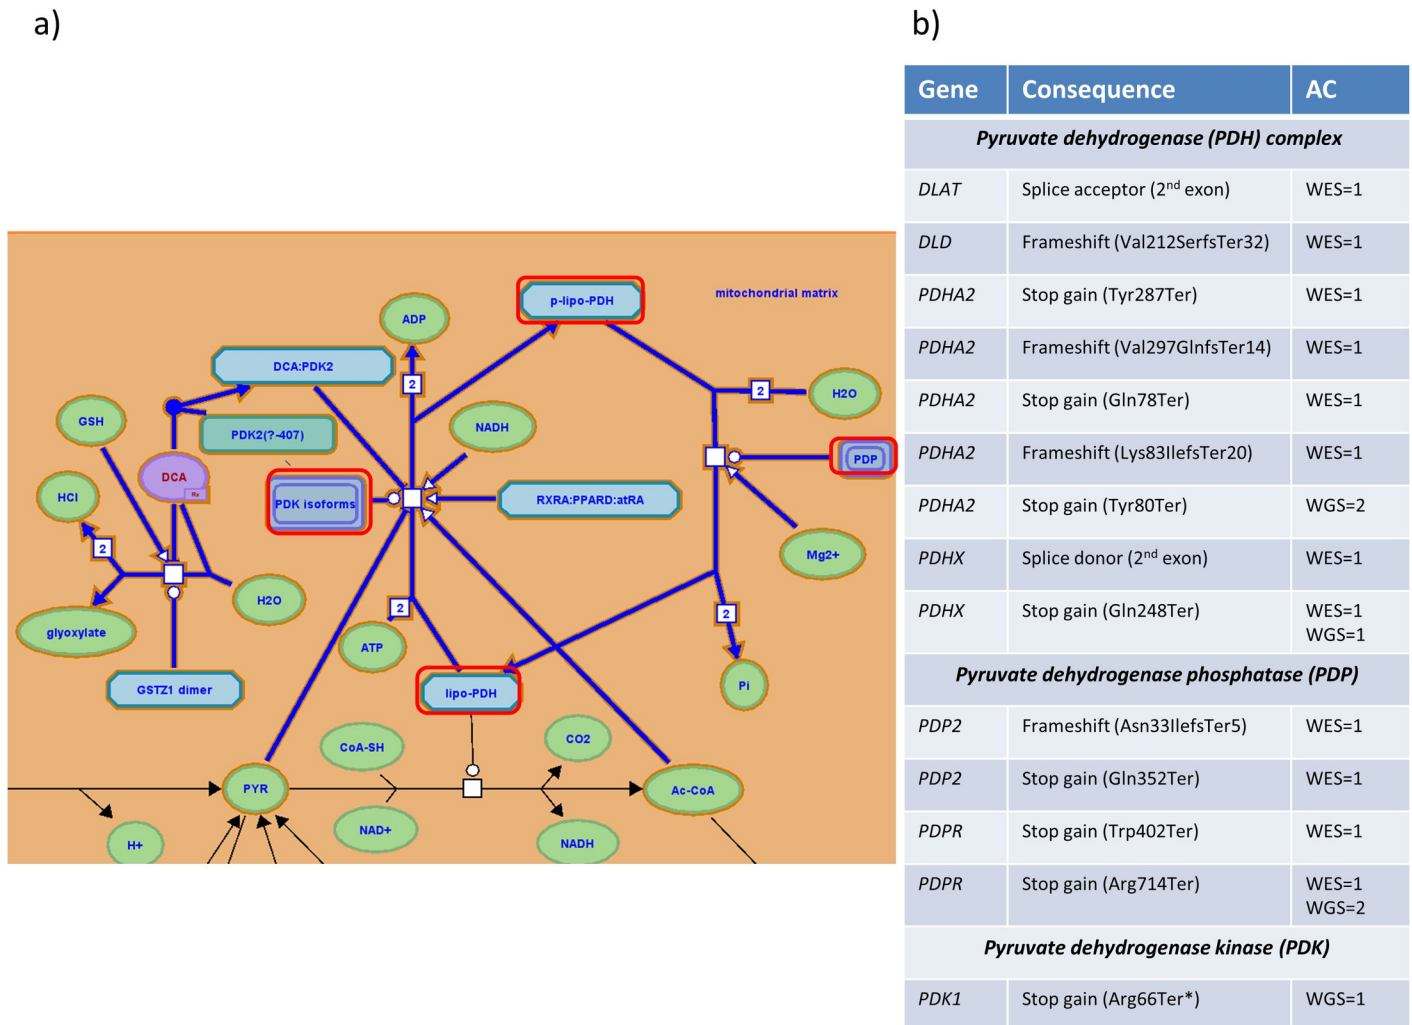 a)
mitochondrial matrix
p-lipo-PDH
ADP
DCA:PDK2
2
2
H2O
GSH
PDK2(?-407)
NADH
PDP
DCA
Rx
HCl
PDK isoforms
RXRA:PPARD:atRA
2
Mg2+
H2O
2
2
glyoxylate
ATP
GSTZ1 dimer
lipo-PDH
Pi
CoA-SH
CO2
PYR
Ac-CoA
NAD+
H+
NADH
b)
Gene Consequence AC
Pyruvate dehydrogenase (PDH) complex
DLAT Splice acceptor (2nd exon) WES=1
DLD Frameshift (Val212SerfsTer32) WES=1
PDHA2 Stop gain (Tyr287Ter) WES=1
PDHA2 Frameshift (Val297GlnfsTer14) WES=1
PDHA2 Stop gain (Gln78Ter) WES=1
PDHA2 Frameshift (Lys83IlefsTer20) WES=1
PDHA2 Stop gain (Tyr80Ter) WGS=2
PDHX Splice donor (2nd exon) WES=1
PDHX Stop gain (Gln248Ter) WES=1
WGS=1
Pyruvate dehydrogenase phosphatase (PDP)
PDP2 Frameshift (Asn33IlefsTer5) WES=1
PDP2 Stop gain (Gln352Ter) WES=1
PDPR Stop gain (Trp402Ter) WES=1
PDPR Stop gain (Arg714Ter) WES=1
WGS=2
Pyruvate dehydrogenase kinase (PDK)
PDK1 Stop gain (Arg66Ter*) WGS=1